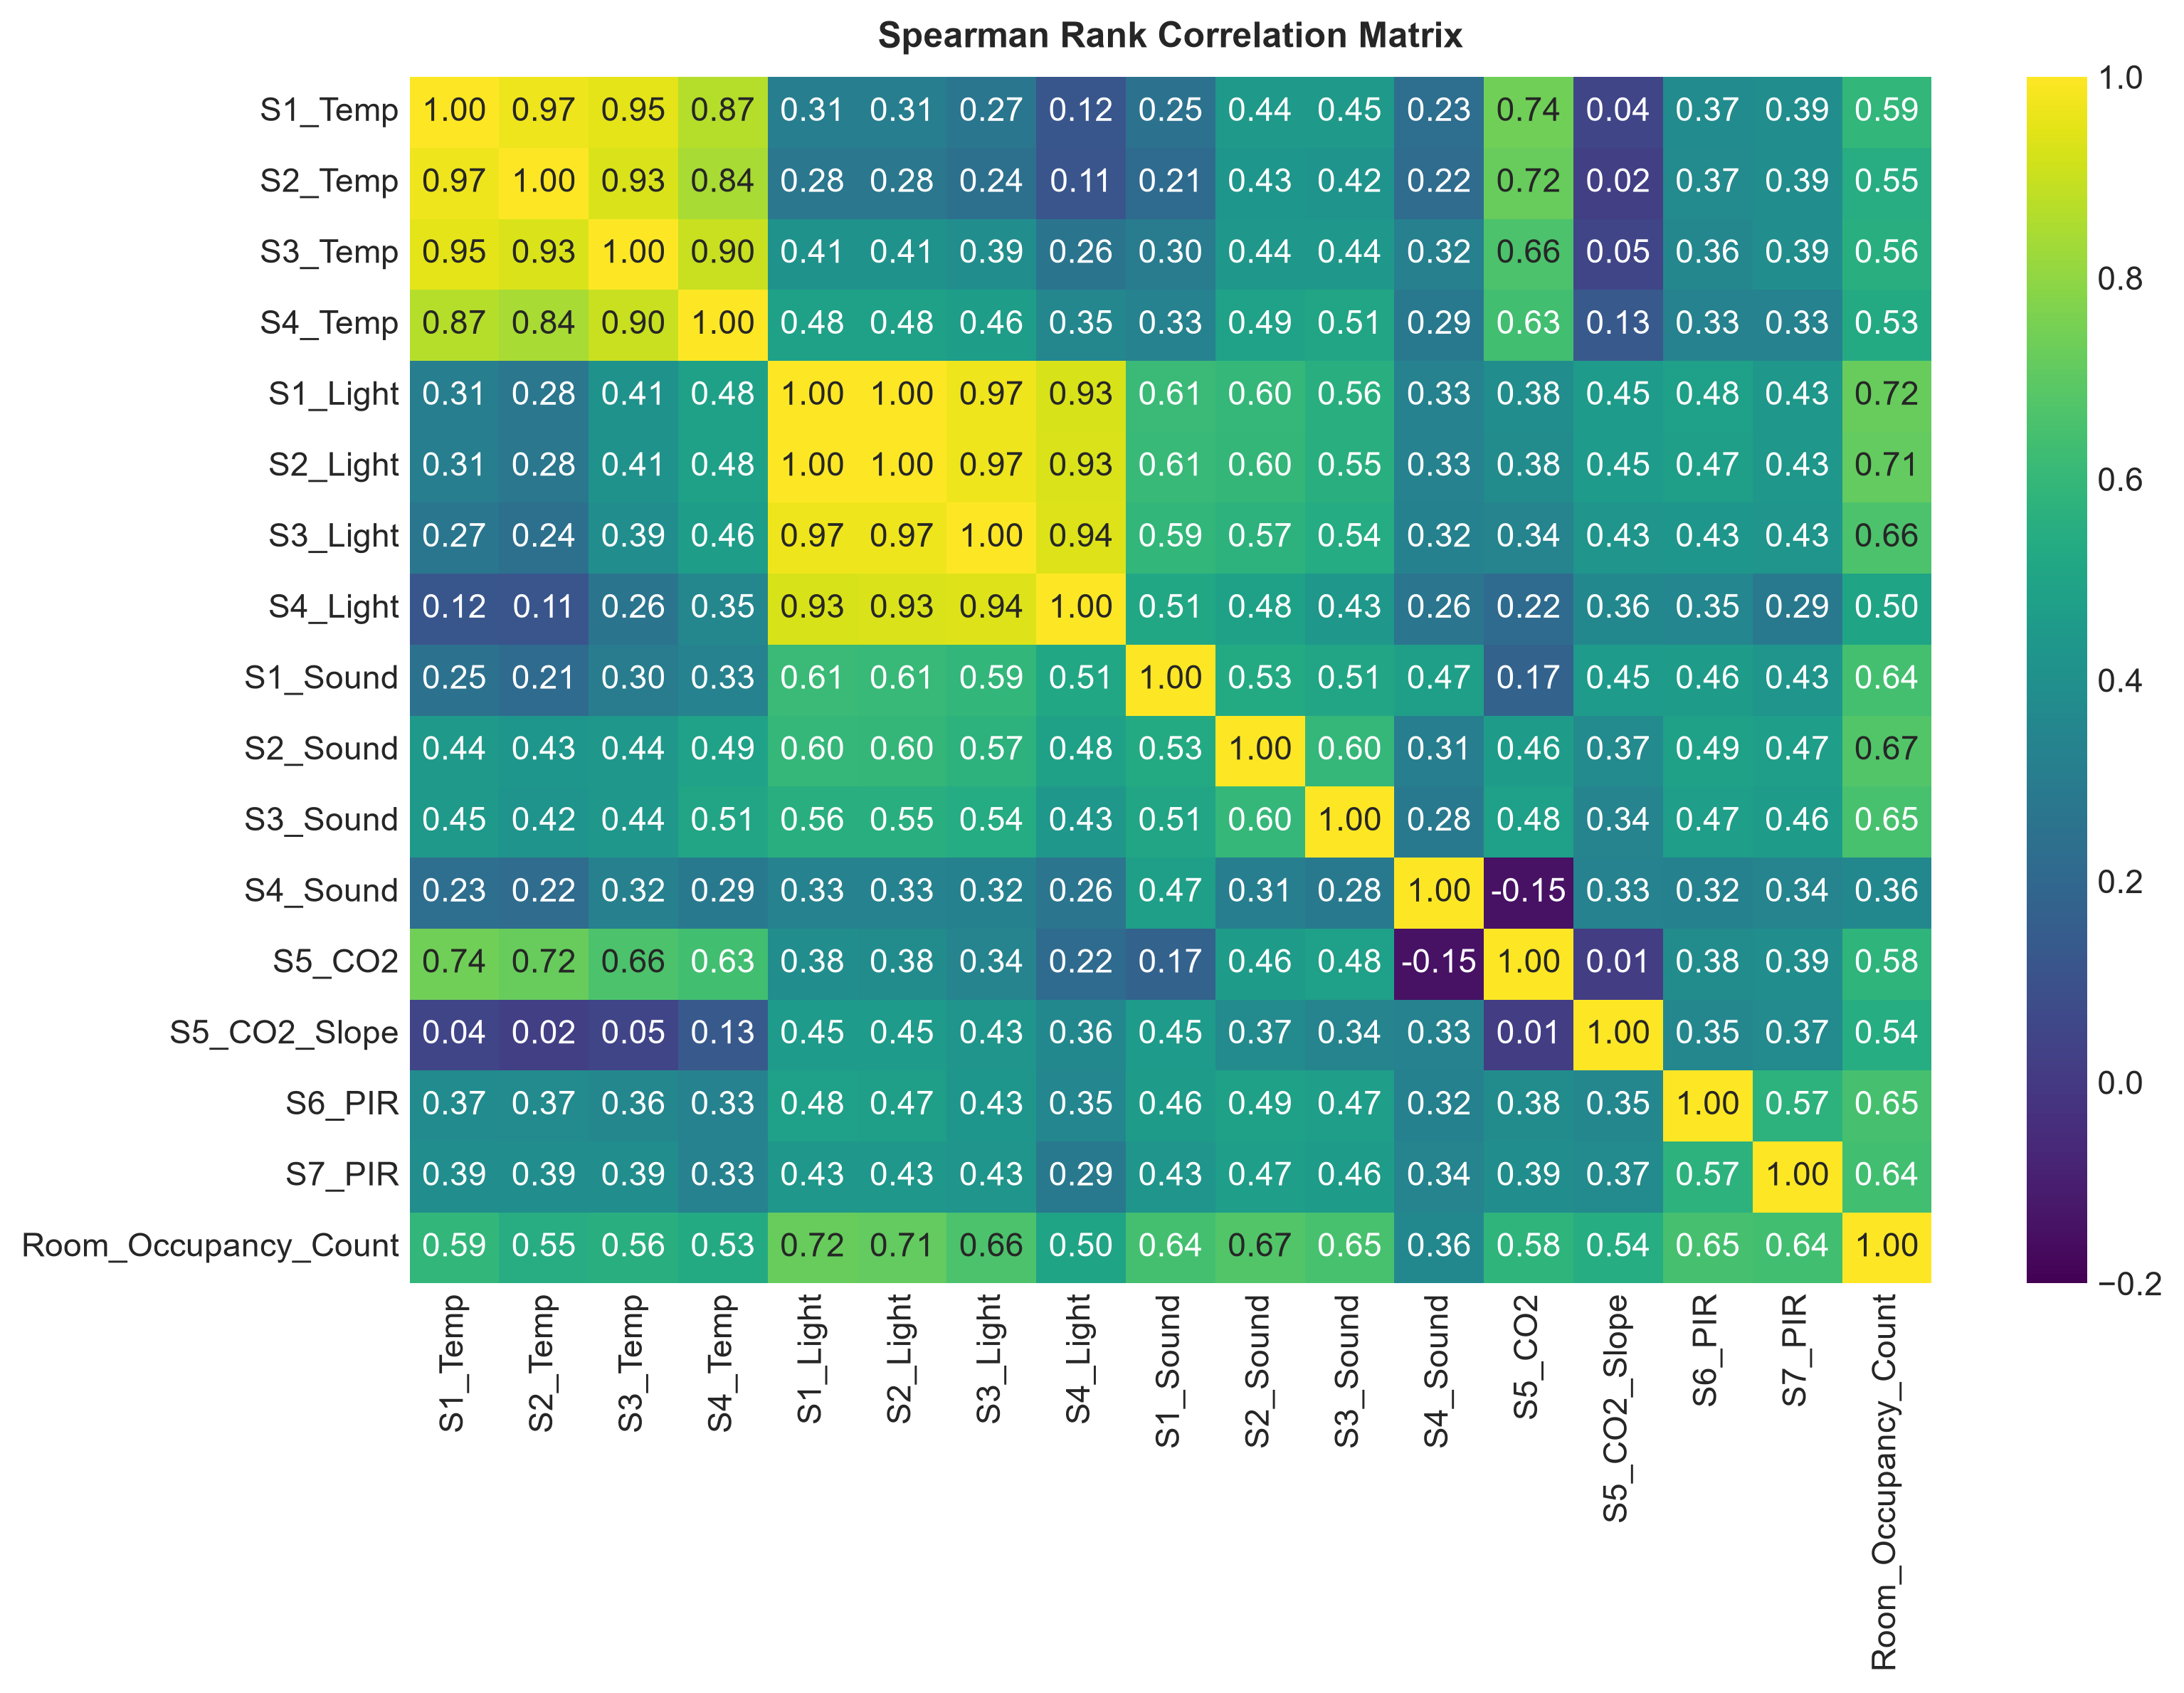 Spearman Rank Correlation Matrix
S1_Temp 1.00 0.97 0.95 0.87 0.31 0.31 0.27 0.12 0.25 0.44 0.45 0.23 0.74 0.04 0.37 0.39 0.59
S2_Temp 0.97 1.00 0.93 0.84 0.28 0.28 0.24 0.11 0.21 0.43 0.42 0.22 0.72 0.02 0.37 0.39 0.55
S3_Temp 0.95 0.93 1.00 0.90 0.41 0.41 0.39 0.26 0.30 0.44 0.44 0.32 0.66 0.05 0.36 0.39 0.56
S4_Temp 0.87 0.84 0.90 1.00 0.48 0.48 0.46 0.35 0.33 0.49 0.51 0.29 0.63 0.13 0.33 0.33 0.53
S1_Light 0.31 0.28 0.41 0.48 1.00 1.00 0.97 0.93 0.61 0.60 0.56 0.33 0.38 0.45 0.48 0.43 0.72
S2_Light 0.31 0.28 0.41 0.48 1.00 1.00 0.97 0.93 0.61 0.60 0.55 0.33 0.38 0.45 0.47 0.43 0.71
S3_Light 0.27 0.24 0.39 0.46 0.97 0.97 1.00 0.94 0.59 0.57 0.54 0.32 0.34 0.43 0.43 0.43 0.66
S4_Light 0.12 0.11 0.26 0.35 0.93 0.93 0.94 1.00 0.51 0.48 0.43 0.26 0.22 0.36 0.35 0.29 0.50
S1_Sound 0.25 0.21 0.30 0.33 0.61 0.61 0.59 0.51 1.00 0.53 0.51 0.47 0.17 0.45 0.46 0.43 0.64
S2_Sound 0.44 0.43 0.44 0.49 0.60 0.60 0.57 0.48 0.53 1.00 0.60 0.31 0.46 0.37 0.49 0.47 0.67
S3_Sound 0.45 0.42 0.44 0.51 0.56 0.55 0.54 0.43 0.51 0.60 1.00 0.28 0.48 0.34 0.47 0.46 0.65
S4_Sound 0.23 0.22 0.32 0.29 0.33 0.33 0.32 0.26 0.47 0.31 0.28 1.00 -0.15 0.33 0.32 0.34 0.36
S5_CO2 0.74 0.72 0.66 0.63 0.38 0.38 0.34 0.22 0.17 0.46 0.48 -0.15 1.00 0.01 0.38 0.39 0.58
S5_CO2_Slope 0.04 0.02 0.05 0.13 0.45 0.45 0.43 0.36 0.45 0.37 0.34 0.33 0.01 1.00 0.35 0.37 0.54
S6_PIR 0.37 0.37 0.36 0.33 0.48 0.47 0.43 0.35 0.46 0.49 0.47 0.32 0.38 0.35 1.00 0.57 0.65
S7_PIR 0.39 0.39 0.39 0.33 0.43 0.43 0.43 0.29 0.43 0.47 0.46 0.34 0.39 0.37 0.57 1.00 0.64
Room_Occupancy_Count 0.59 0.55 0.56 0.53 0.72 0.71 0.66 0.50 0.64 0.67 0.65 0.36 0.58 0.54 0.65 0.64 1.00
S1_Temp
S2_Temp
S3_Temp
S4_Temp
S1_Light
S2_Light
S3_Light
S4_Light
S1_Sound
S2_Sound
S3_Sound
S4_Sound
S5_CO2
S5_CO2_Slope
S6_PIR
S7_PIR
Room_Occupancy_Count
1.0
0.8
0.6
0.4
0.2
0.0
−0.2